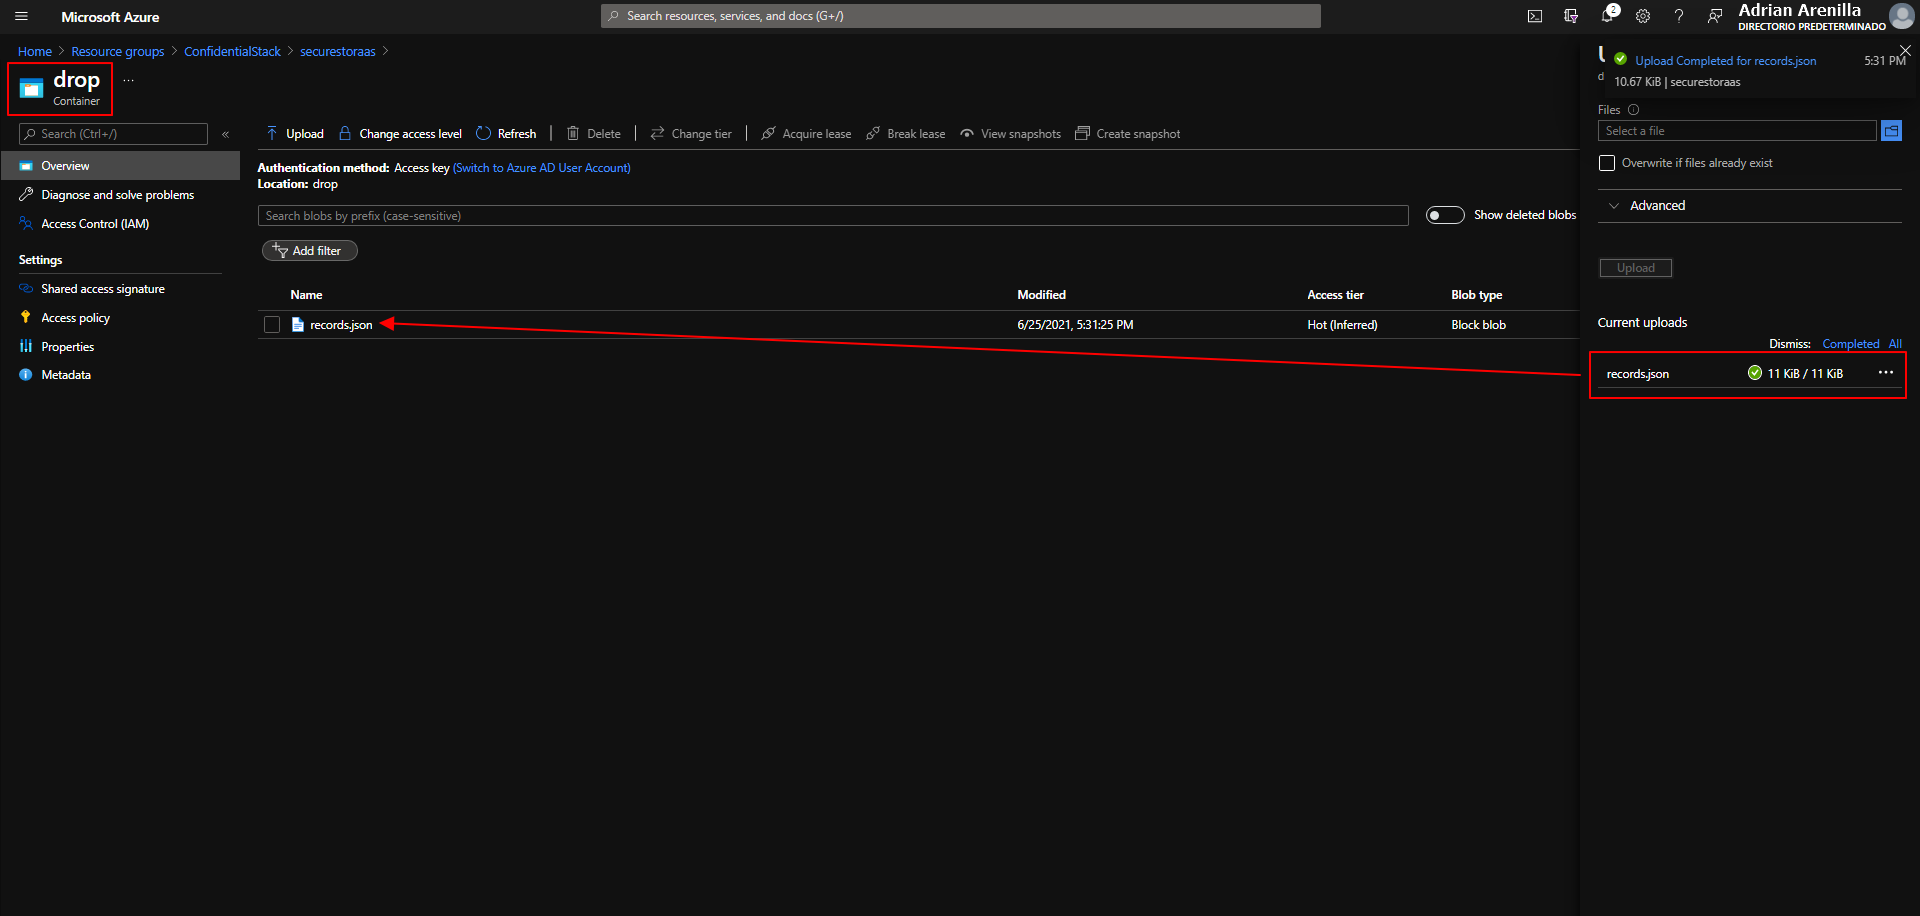 Microsoft Azure
Search resources, services, and docs (G+/)
2
Adrian Arenilla
DIRECTORIO PREDETERMINADO
Home > Resource groups > ConfidentialStack > securestoraas >
drop
Container
...
Search (Ctrl+/)
«
Overview
Diagnose and solve problems
Access Control (IAM)
Settings
Shared access signature
Access policy
Properties
Metadata
Upload
Change access level
Refresh
Delete
Change tier
Acquire lease
Break lease
View snapshots
Create snapshot
Authentication method: Access key (Switch to Azure AD User Account)
Location: drop
Search blobs by prefix (case-sensitive)
Show deleted blobs
Add filter
Name Modified Access tier Blob type
records.json 6/25/2021, 5:31:25 PM Hot (Inferred) Block blob
Upload Completed for records.json 5:31 PM
10.67 KiB | securestoraas
Files
Select a file
Overwrite if files already exist
Advanced
Upload
Current uploads
Dismiss: Completed All
records.json 11 KiB / 11 KiB ...